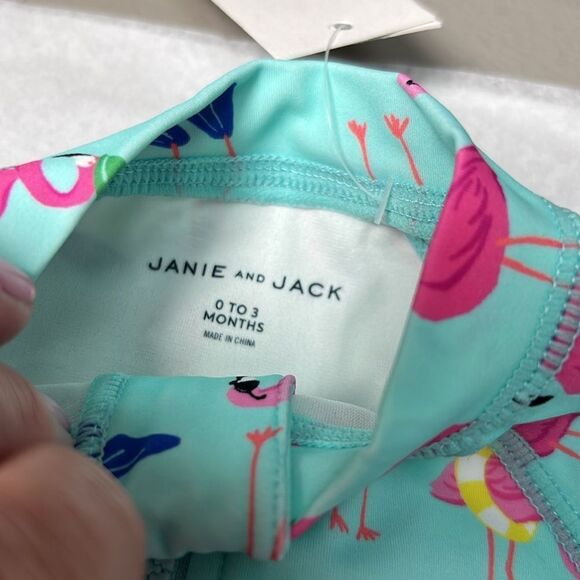 JANIE AND JACK
0 TO 3
MONTHS
MADE IN CHINA